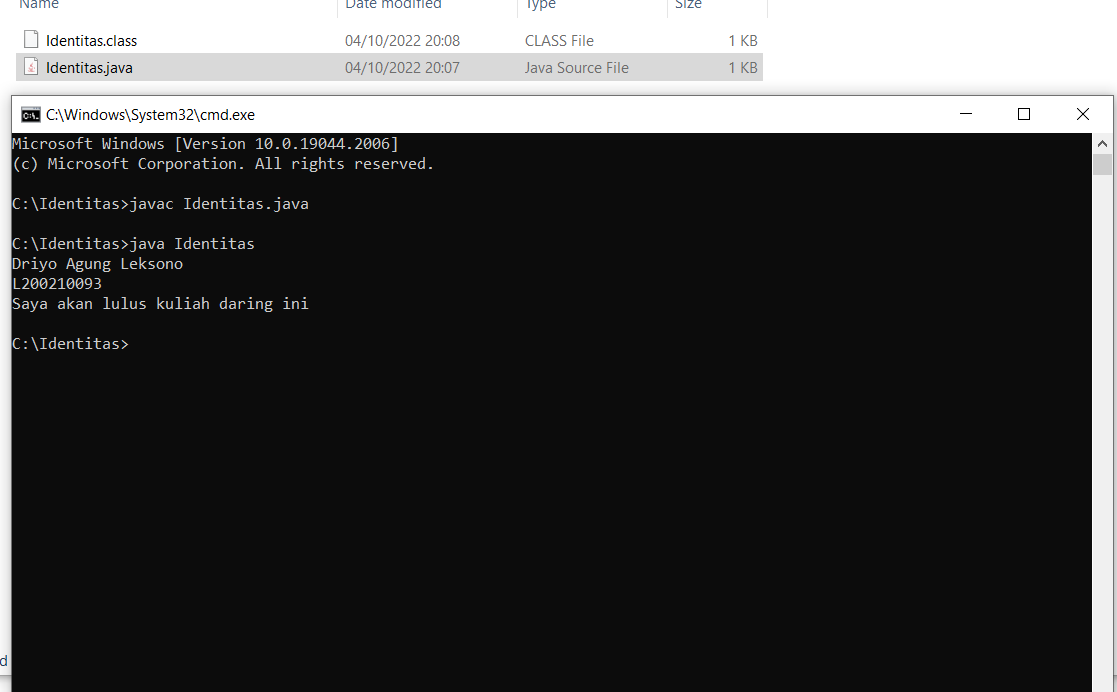 Name Date modified Type Size
Identitas.class 04/10/2022 20:08 CLASS File 1 KB
Identitas.java 04/10/2022 20:07 Java Source File 1 KB
C:\Windows\System32\cmd.exe
Microsoft Windows [Version 10.0.19044.2006]
(c) Microsoft Corporation. All rights reserved.
C:\Identitas>javac Identitas.java
C:\Identitas>java Identitas
Driyo Agung Leksono
L200210093
Saya akan lulus kuliah daring ini
C:\Identitas>
d